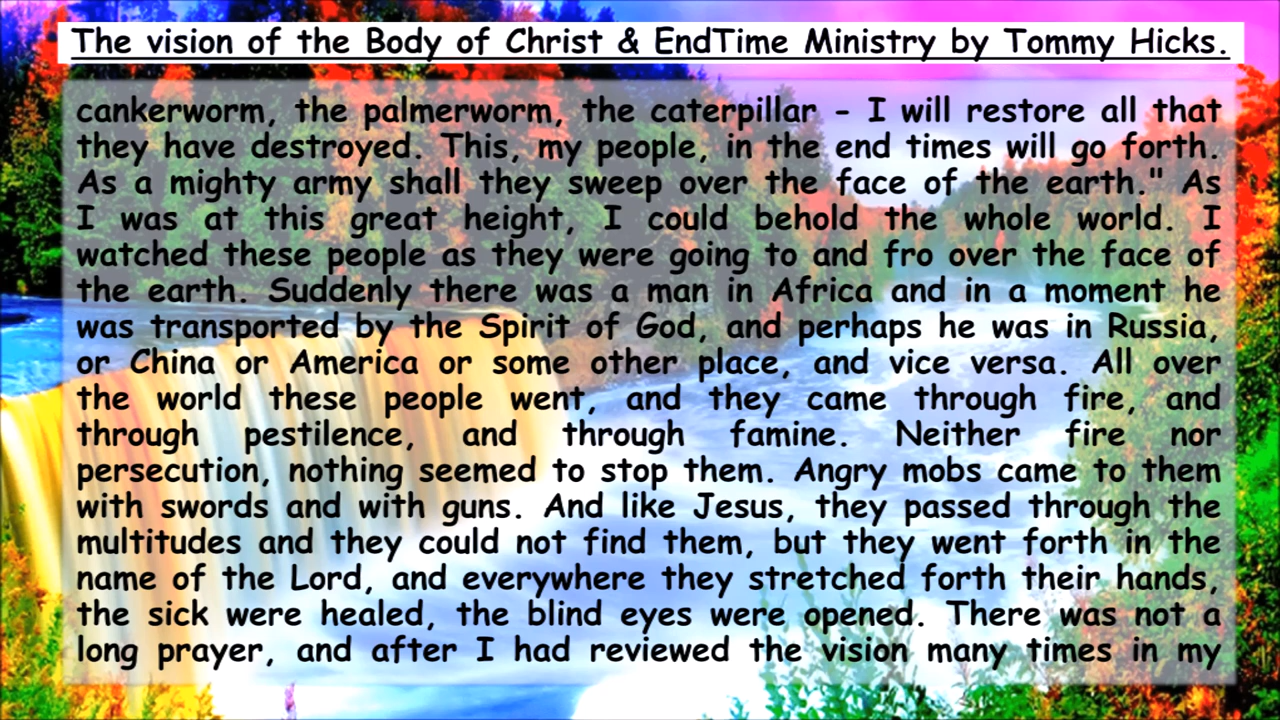 The vision of the Body of Christ & EndTime Ministry by Tommy Hicks.
cankerworm, the palmerworm, the caterpillar - I will restore all that
they have destroyed. This, my people, in the end times will go forth.
As a mighty army shall they sweep over the face of the earth." As
I was at this great height, I could behold the whole world. I
watched these people as they were going to and fro over the face of
the earth. Suddenly there was a man in Africa and in a moment he
was transported by the Spirit of God, and perhaps he was in Russia,
or China or America or some other place, and vice versa. All over
the world these people went, and they came through fire, and
through pestilence, and through famine. Neither fire nor
persecution, nothing seemed to stop them. Angry mobs came to them
with swords and with guns. And like Jesus, they passed through the
multitudes and they could not find them, but they went forth in the
name of the Lord, and everywhere they stretched forth their hands,
the sick were healed, the blind eyes were opened. There was not a
long prayer, and after I had reviewed the vision many times in my